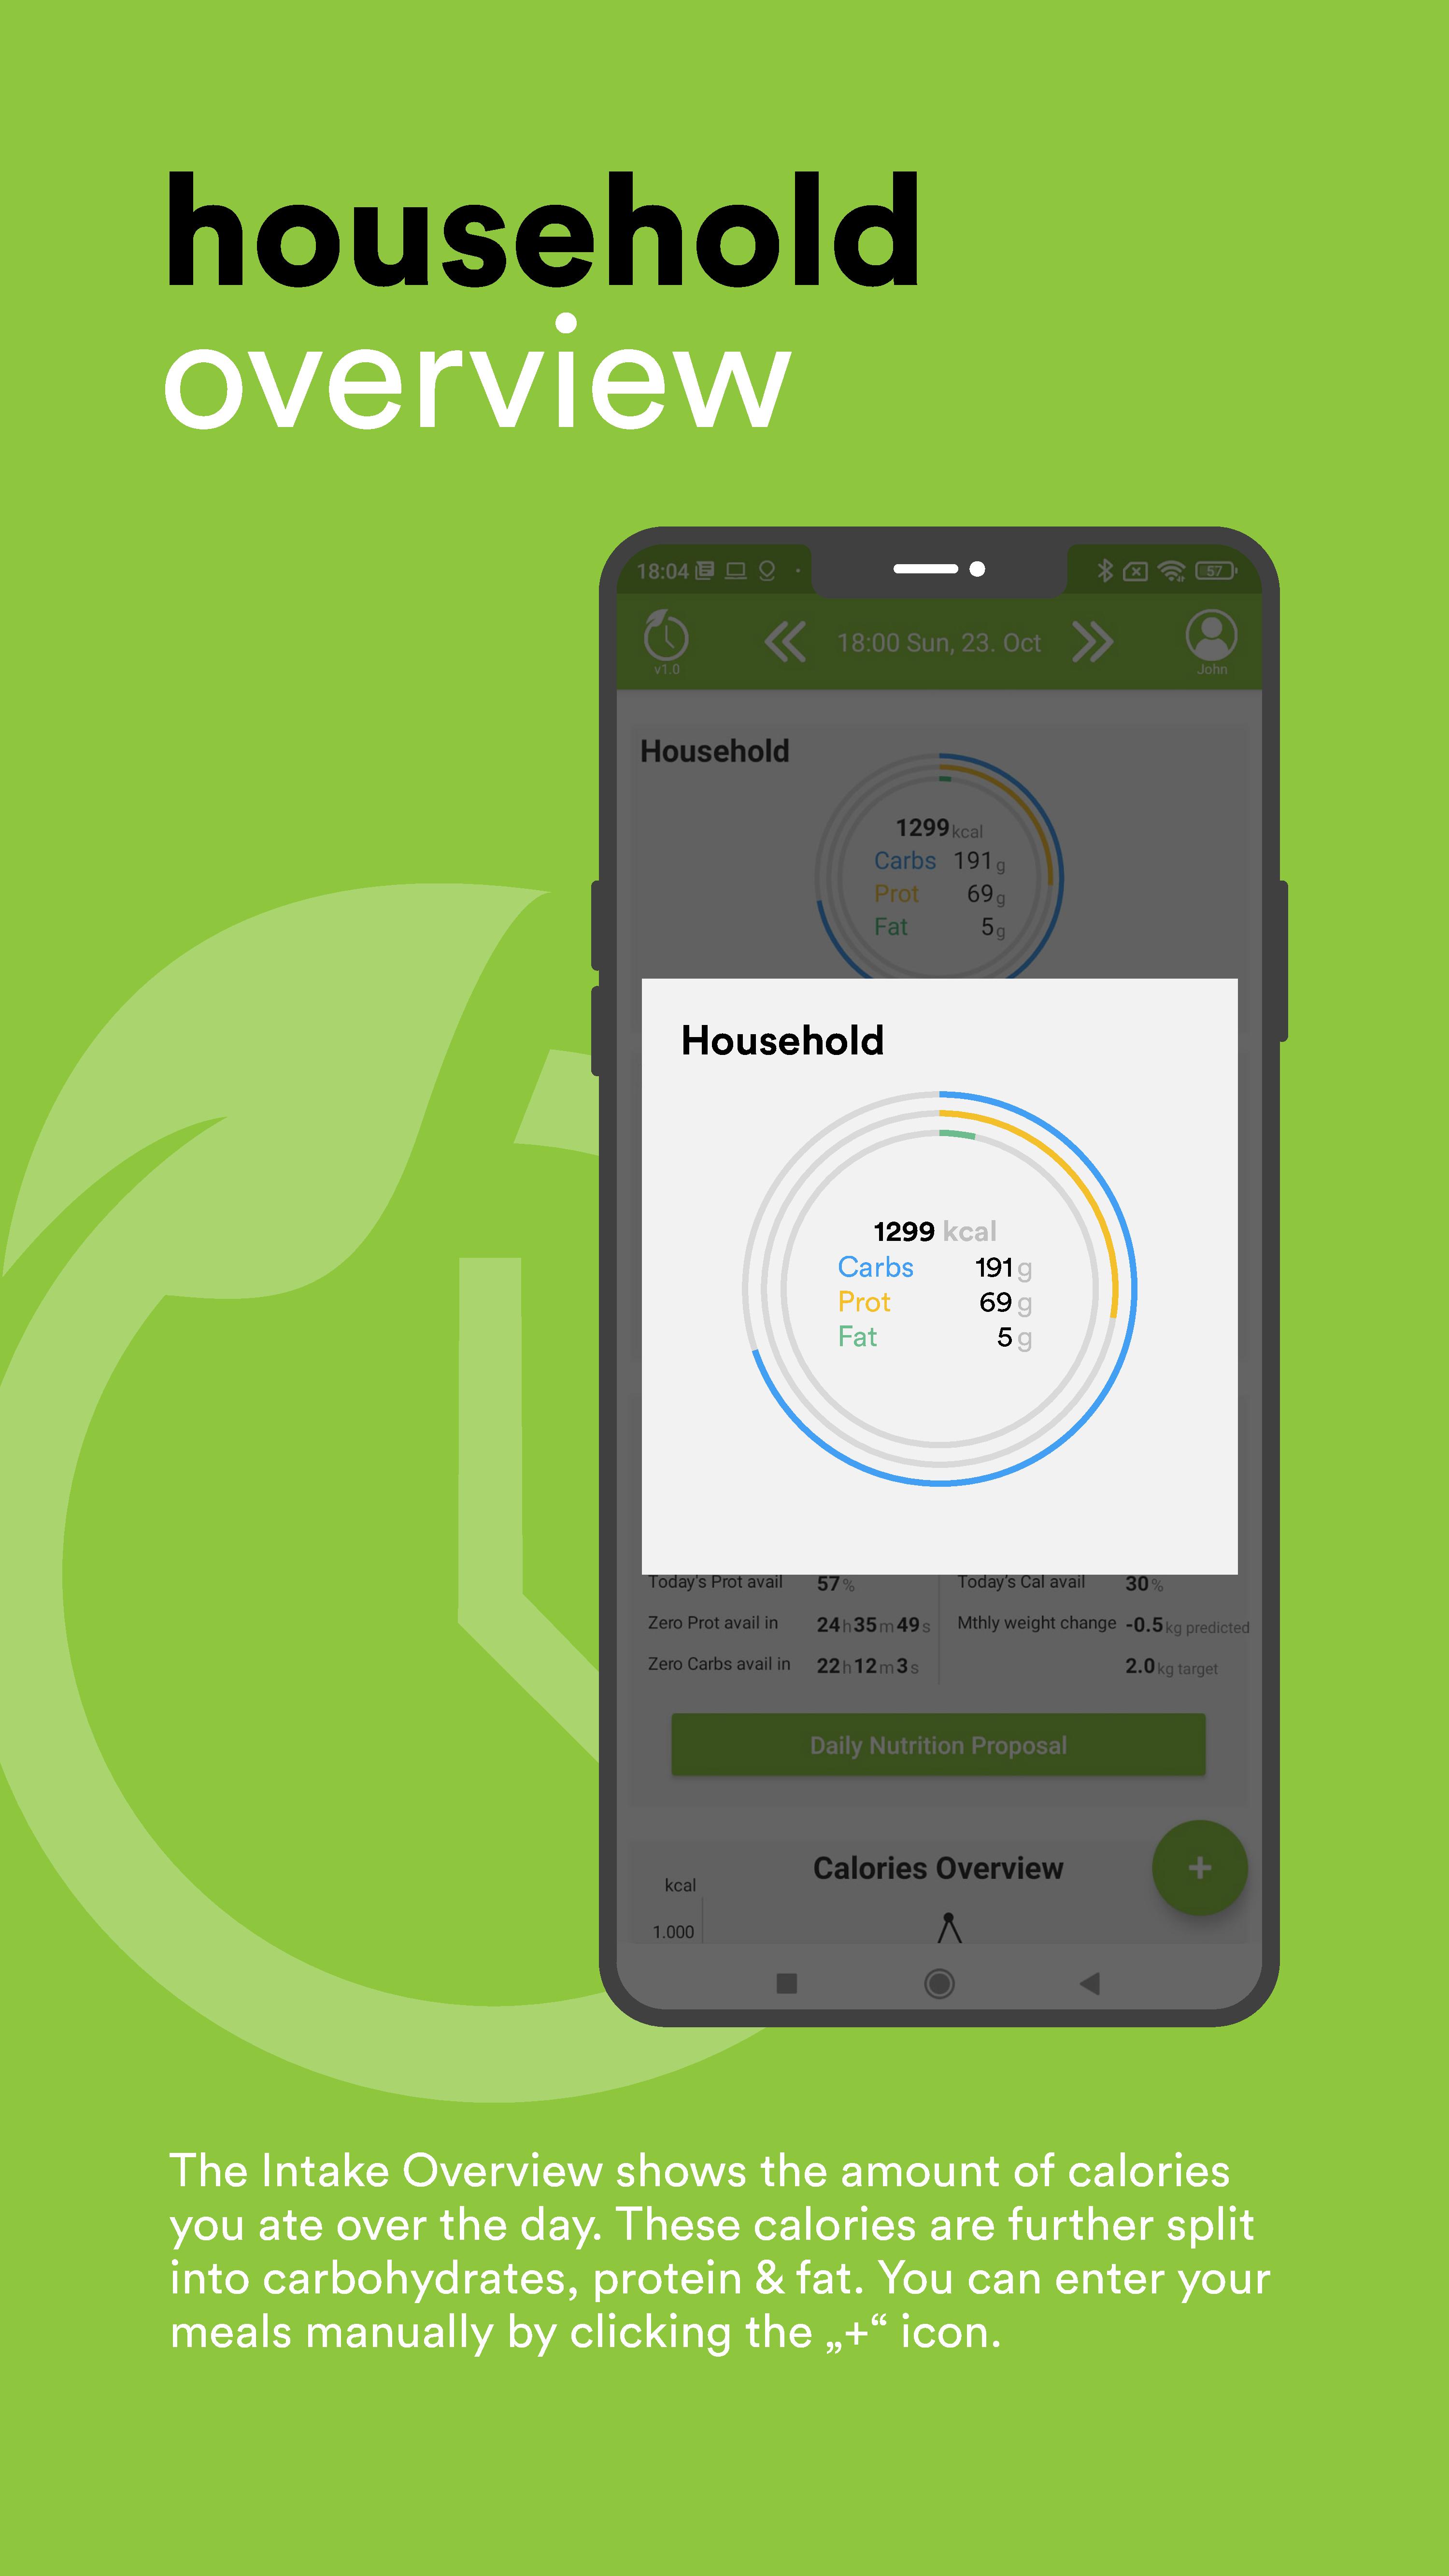 household
overview
18:04
57
v1.0
18:00 Sun, 23. Oct
John
Household
1299 kcal
Carbs 191 g
Prot 69 g
Fat 5 g
Household
1299 kcal
Carbs 191 g
Prot 69 g
Fat 5 g
Today's Prot avail 57 % Today's Cal avail 30 %
Zero Prot avail in 24 h 35 m 49 s Mthly weight change -0.5 kg predicted
Zero Carbs avail in 22 h 12 m 3 s 2.0 kg target
Daily Nutrition Proposal
Calories Overview
+
kcal
1.000
The Intake Overview shows the amount of calories
you ate over the day. These calories are further split
into carbohydrates, protein & fat. You can enter your
meals manually by clicking the „+“ icon.